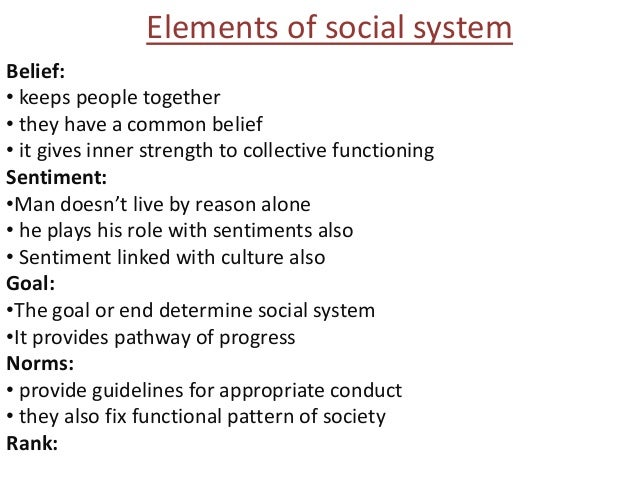 Elements of social system
Belief:
• keeps people together
• they have a common belief
• it gives inner strength to collective functioning
Sentiment:
•Man doesn’t live by reason alone
• he plays his role with sentiments also
• Sentiment linked with culture also
Goal:
•The goal or end determine social system
•It provides pathway of progress
Norms:
• provide guidelines for appropriate conduct
• they also fix functional pattern of society
Rank: